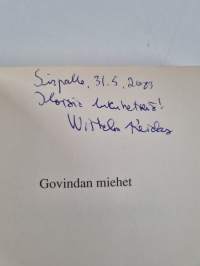 Sirpalle, 31.5.2003
Iloisia lukuhetkiä!
Govindan miehet